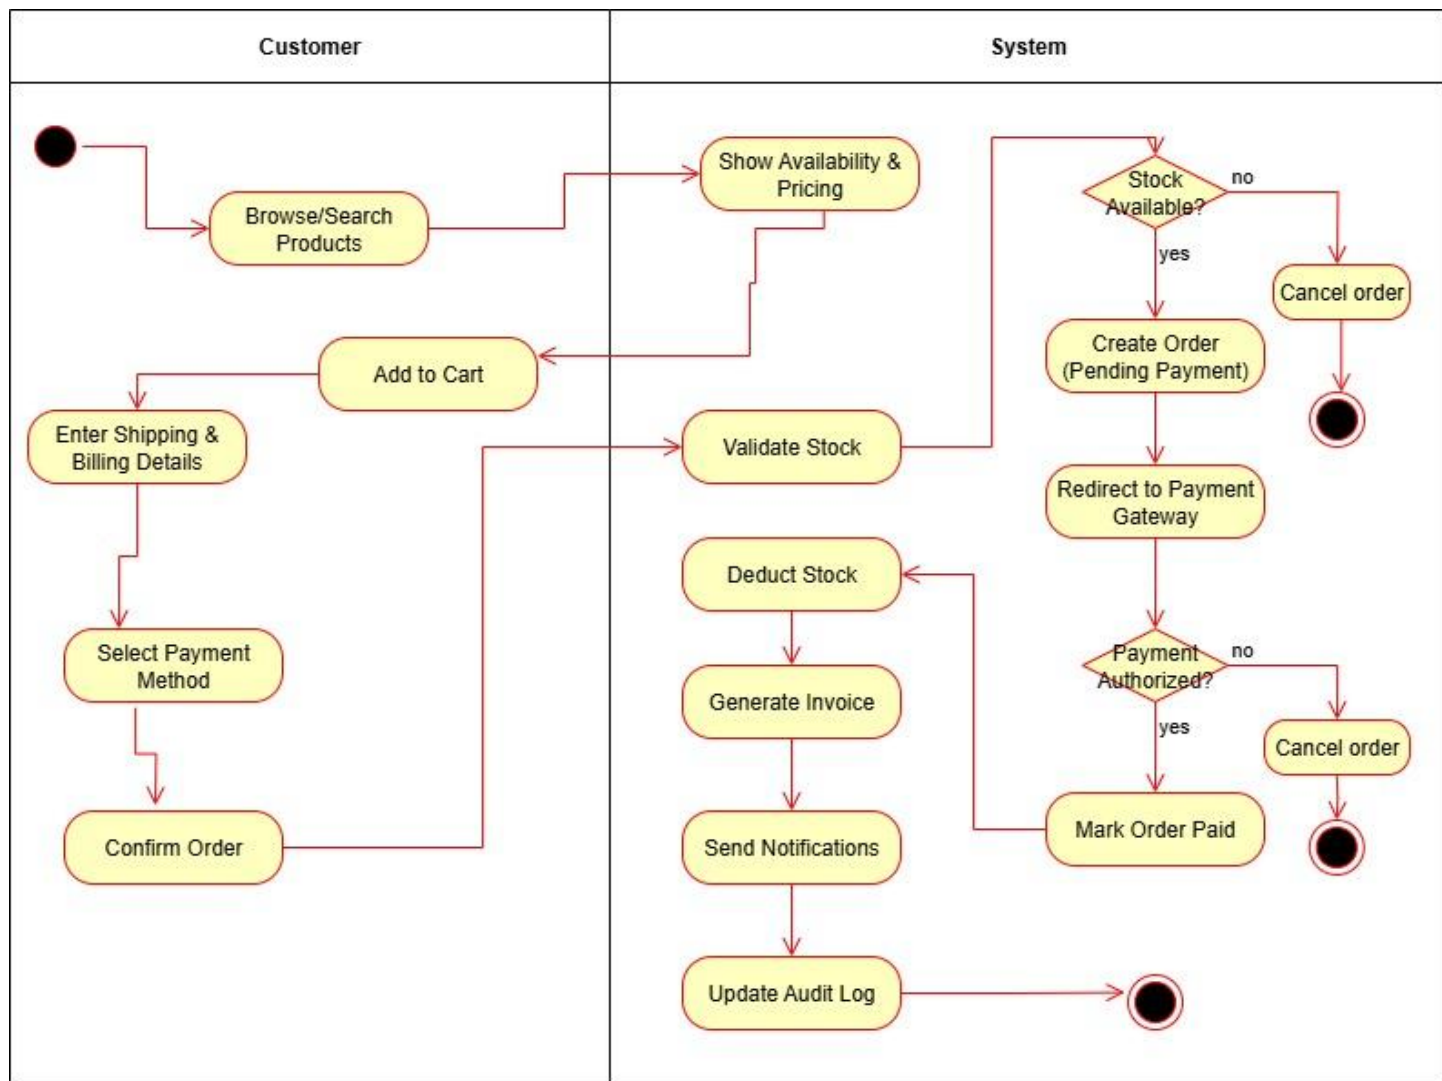 Customer
System
Browse/Search
Products
Show Availability &
Pricing
Stock
Available?
no
yes
Cancel order
Create Order
(Pending Payment)
Add to Cart
Enter Shipping &
Billing Details
Validate Stock
Redirect to Payment
Gateway
Deduct Stock
Select Payment
Method
Payment
Authorized?
no
yes
Generate Invoice
Cancel order
Confirm Order
Send Notifications
Mark Order Paid
Update Audit Log